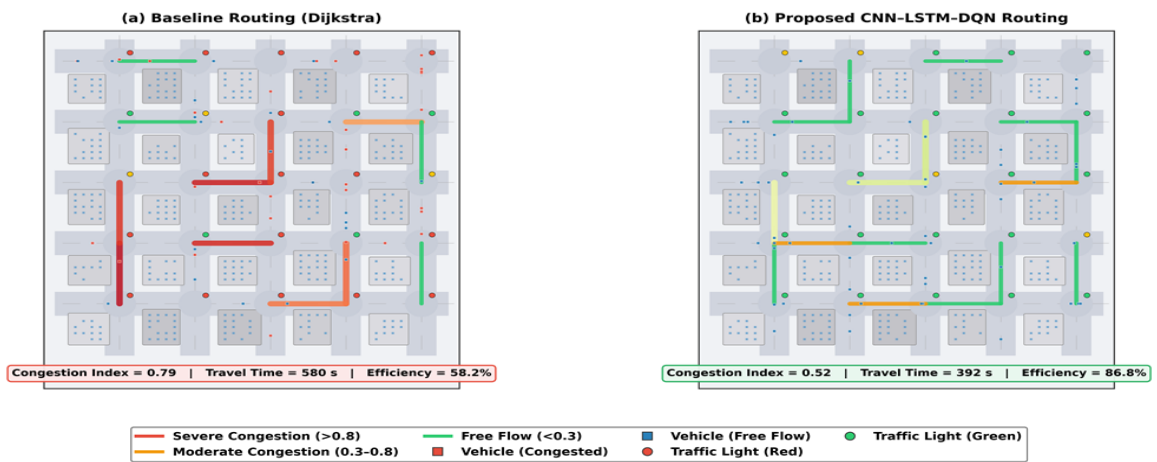 (a) Baseline Routing (Dijkstra)
(b) Proposed CNN–LSTM–DQN Routing
Congestion Index = 0.79 | Travel Time = 580 s | Efficiency = 58.2%
Congestion Index = 0.52 | Travel Time = 392 s | Efficiency = 86.8%
Severe Congestion (>0.8)
Moderate Congestion (0.3–0.8)
Free Flow (<0.3)
Vehicle (Congested)
Vehicle (Free Flow)
Traffic Light (Red)
Traffic Light (Green)